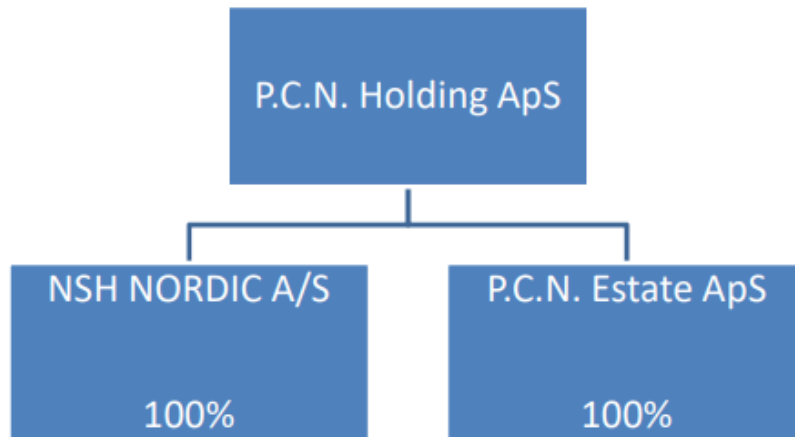 P.C.N. Holding ApS
NSH NORDIC A/S
100%
P.C.N. Estate ApS
100%